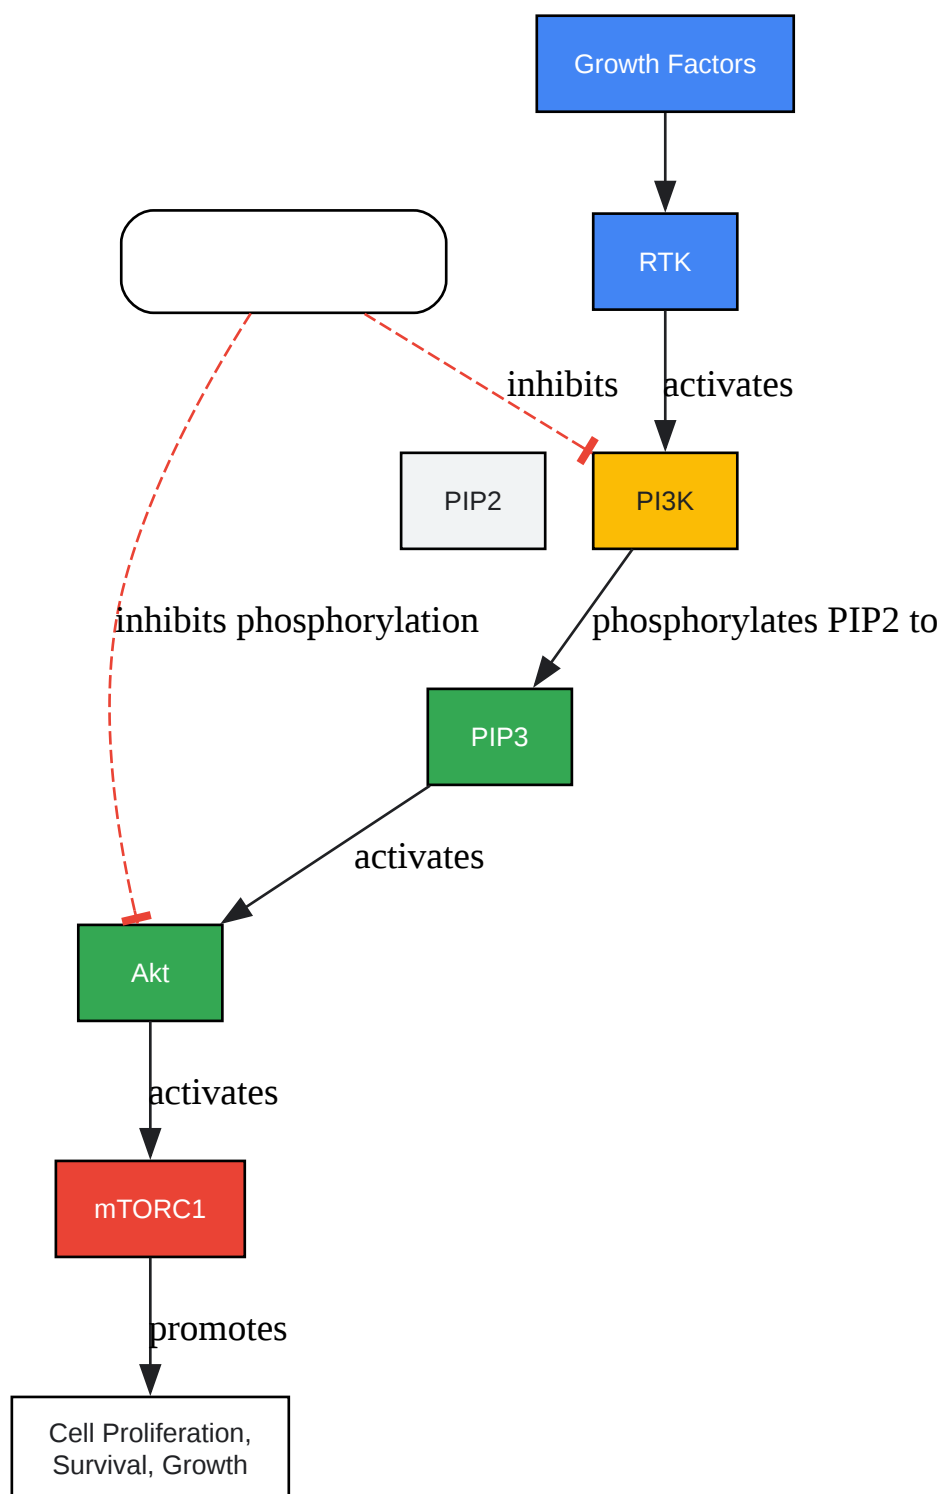 Growth Factors
RTK
inhibits
activates
PIP2
PI3K
inhibits phosphorylation
phosphorylates PIP2 to
PIP3
activates
Akt
activates
mTORC1
promotes
Cell Proliferation,
Survival, Growth